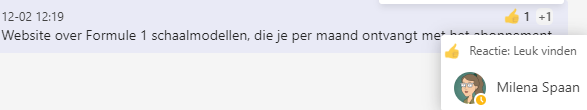 12-02 12:19
👍 1 +1
Website over Formule 1 schaalmodellen, die je per maand ontvangt met het abonnement
👍 Reactie: Leuk vinden
Milena Spaan